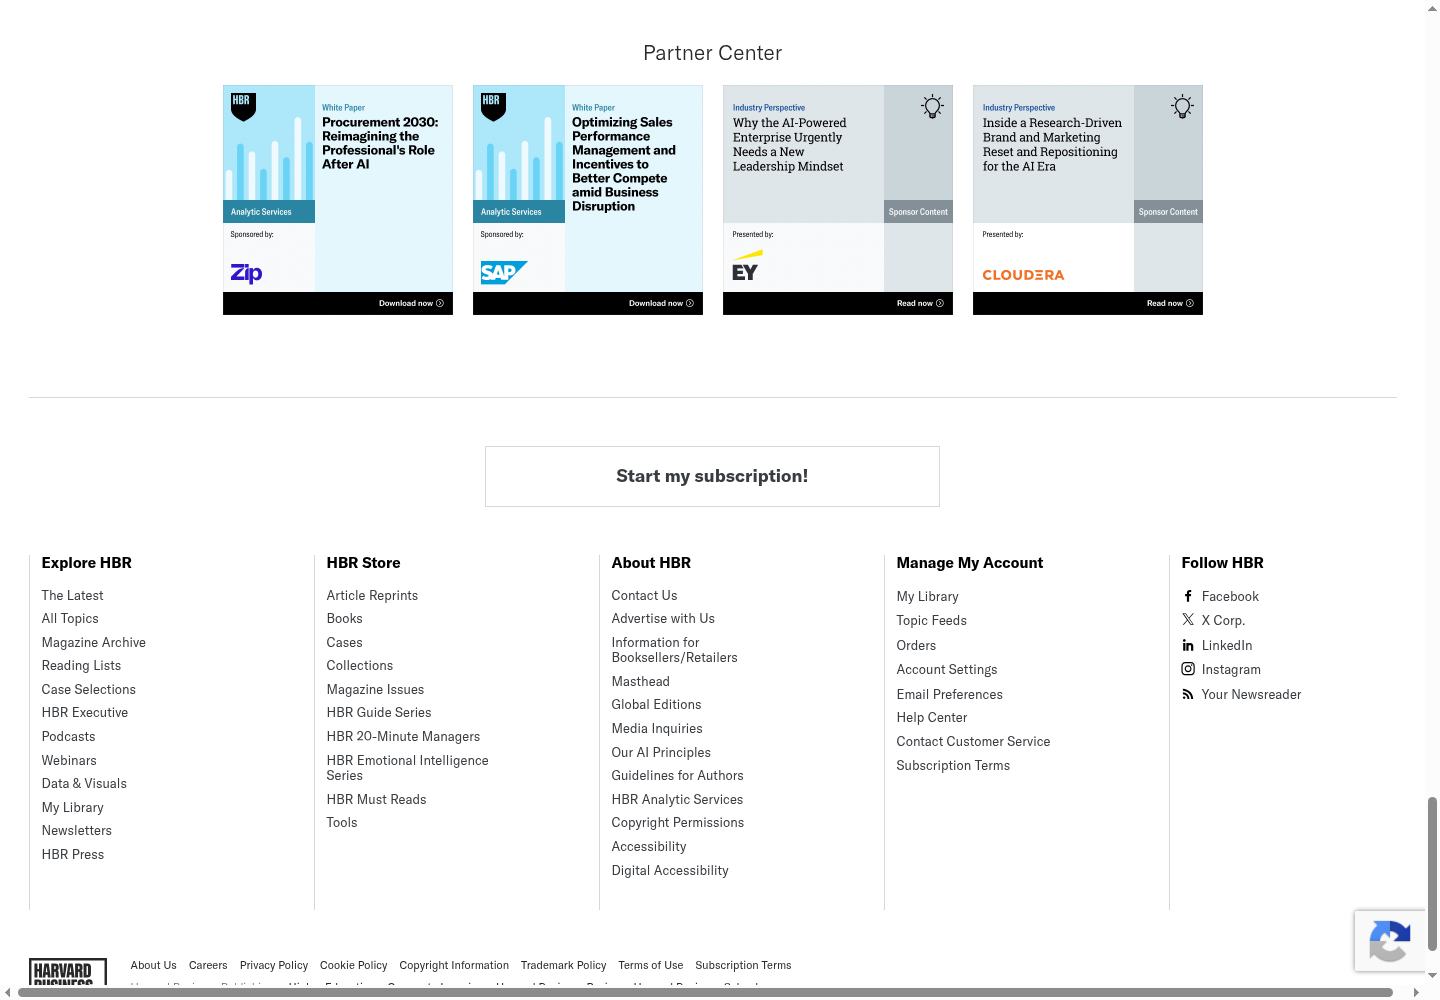 Partner Center
HBR
White Paper
Procurement 2030:
Reimagining the
Professional's Role
After AI
Analytic Services
Sponsored by:
Zip
Download now
HBR
White Paper
Optimizing Sales
Performance
Management and
Incentives to
Better Compete
amid Business
Disruption
Analytic Services
Sponsored by:
SAP
Download now
Industry Perspective
Why the AI-Powered
Enterprise Urgently
Needs a New
Leadership Mindset
Sponsor Content
Presented by:
EY
Read now
Industry Perspective
Inside a Research-Driven
Brand and Marketing
Reset and Repositioning
for the AI Era
Sponsor Content
Presented by:
CLOUDERA
Read now
Start my subscription!
Explore HBR
The Latest
All Topics
Magazine Archive
Reading Lists
Case Selections
HBR Executive
Podcasts
Webinars
Data & Visuals
My Library
Newsletters
HBR Press
HBR Store
Article Reprints
Books
Cases
Collections
Magazine Issues
HBR Guide Series
HBR 20-Minute Managers
HBR Emotional Intelligence
Series
HBR Must Reads
Tools
About HBR
Contact Us
Advertise with Us
Information for
Booksellers/Retailers
Masthead
Global Editions
Media Inquiries
Our AI Principles
Guidelines for Authors
HBR Analytic Services
Copyright Permissions
Accessibility
Digital Accessibility
Manage My Account
My Library
Topic Feeds
Orders
Account Settings
Email Preferences
Help Center
Contact Customer Service
Subscription Terms
Follow HBR
Facebook
X Corp.
LinkedIn
Instagram
Your Newsreader
HARVARD
BUSINESS
About Us Careers Privacy Policy Cookie Policy Copyright Information Trademark Policy Terms of Use Subscription Terms